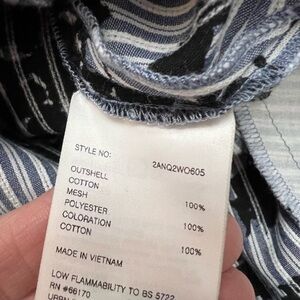 STYLE NO: 2ANQ2WO605
OUTSHELL
COTTON 100%
MESH
POLYESTER 100%
COLORATION
COTTON 100%
MADE IN VIETNAM
LOW FLAMMABILITY TO BS 5722
RN #66170